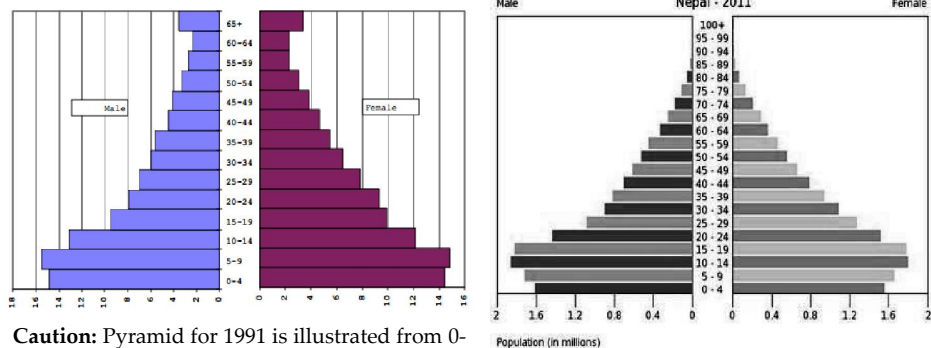 65+
60-64
55-59
50-54
45-49
40-44
35-39
30-34
25-29
20-24
15-19
10-14
5-9
0-4
Male
Female
18 16 14 12 10 8 6 4 2 0
0 2 4 6 8 10 12 14 16
Caution: Pyramid for 1991 is illustrated from 0-
Male Nepal - 2011 Female
100+
95 - 99
90 - 94
85 - 89
80 - 84
75 - 79
70 - 74
65 - 69
60 - 64
55 - 59
50 - 54
45 - 49
40 - 44
35 - 39
30 - 34
25 - 29
20 - 24
15 - 19
10 - 14
5 - 9
0 - 4
2 1.6 1.2 0.8 0.4 0 0 0.4 0.8 1.2 1.6 2
Population (in millions)